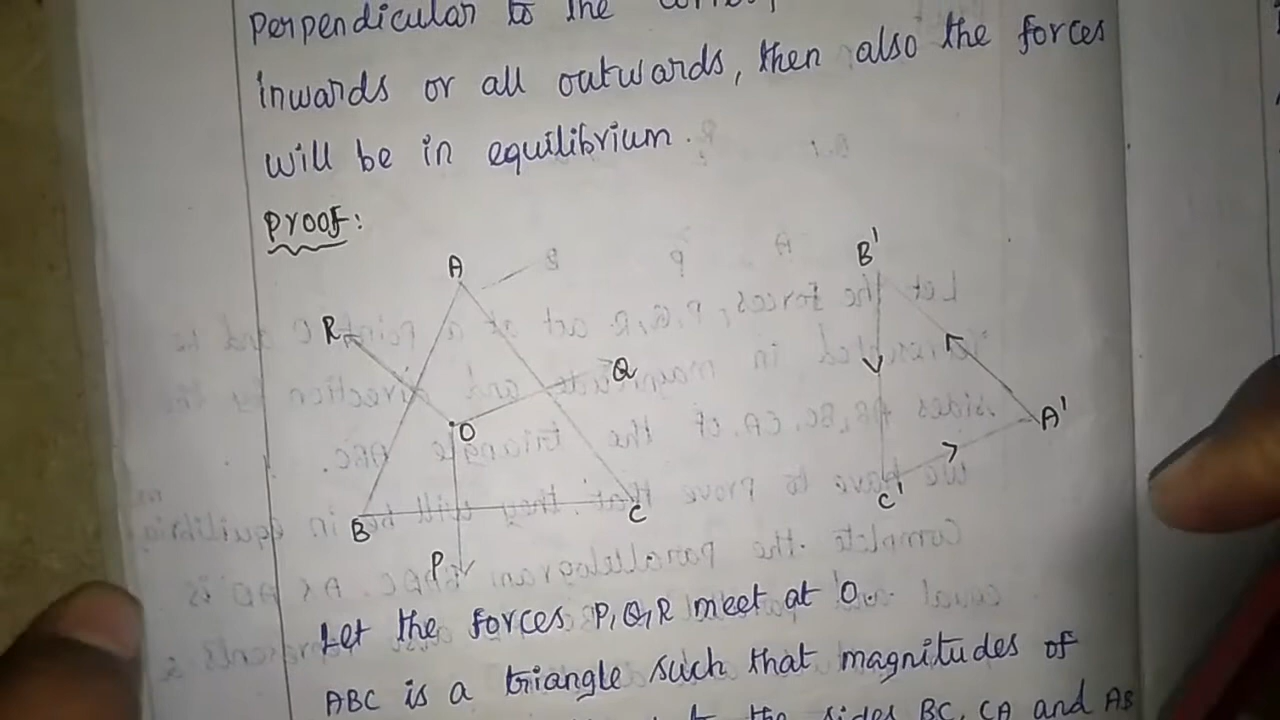 perpendicular to the
inwards or all outwards, then also the forces
will be in equilibrium.
Proof:
A
R
Q
O
B
C
P
B'
A'
C'
Let the forces P, Q, R meet at O.
ABC is a triangle such that magnitudes of
the sides BC, CA and AB